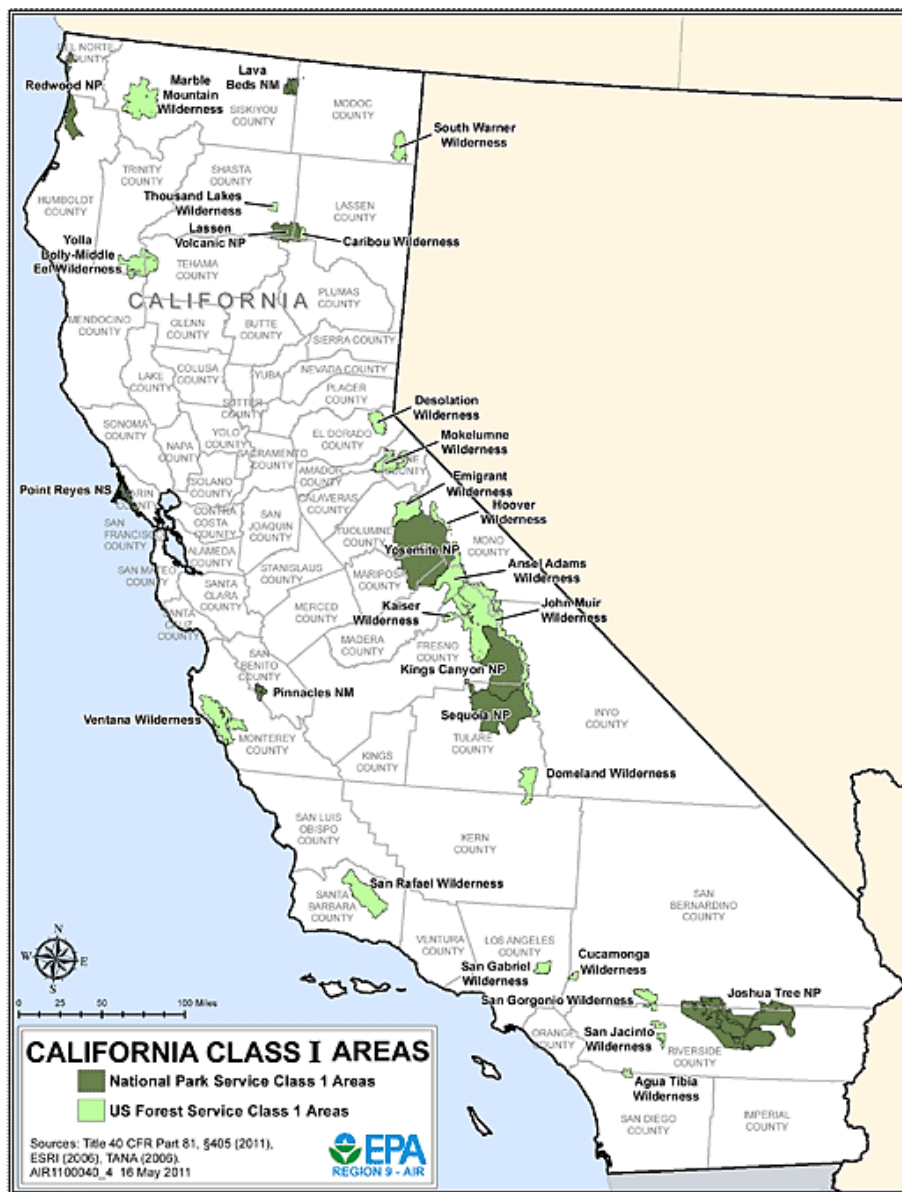 DEL NORTE
COUNTY
Redwood NP
Marble
Mountain
Wilderness
Lava
Beds NM
SISKIYOU
COUNTY
MODOC
COUNTY
South Warner
Wilderness
TRINITY
COUNTY
SHASTA
COUNTY
HUMBOLDT
COUNTY
Thousand Lakes
Wilderness
LASSEN
COUNTY
Lassen
Volcanic NP
Caribou Wilderness
Yolla
Bolly-Middle
Eel Wilderness
TEHAMA
COUNTY
CALIFORNIA
PLUMAS
COUNTY
MENDOCINO
COUNTY
GLENN
COUNTY
BUTTE
COUNTY
SIERRA COUNTY
LAKE
COUNTY
COLUSA
COUNTY
YUBA
NEVADA COUNTY
PLACER
COUNTY
SUTTER
COUNTY
Desolation
Wilderness
SONOMA
COUNTY
NAPA
COUNTY
YOLO
COUNTY
SACRAMENTO
COUNTY
EL DORADO
COUNTY
Mokelumne
Wilderness
AMADOR
COUNTY
COUNTY
Point Reyes NS
MARIN
COUNTY
SOLANO
COUNTY
CALAVERAS
COUNTY
Emigrant
Wilderness
Hoover
Wilderness
SAN
FRANCISCO
COUNTY
CONTRA
COSTA
COUNTY
SAN
JOAQUIN
COUNTY
TUOLUMNE
COUNTY
Yosemite NP
MONO
COUNTY
ALAMEDA
COUNTY
SAN MATEO
COUNTY
STANISLAUS
COUNTY
MARIPOSA
COUNTY
Ansel Adams
Wilderness
SANTA
CLARA
COUNTY
SANTA
CRUZ
COUNTY
MERCED
COUNTY
Kaiser
Wilderness
John Muir
Wilderness
MADERA
COUNTY
FRESNO
COUNTY
SAN
BENITO
COUNTY
Kings Canyon NP
Pinnacles NM
Ventana Wilderness
MONTEREY
COUNTY
Sequoia NP
INYO
COUNTY
TULARE
COUNTY
KINGS
COUNTY
Domeland Wilderness
SAN LUIS
OBISPO
COUNTY
KERN
COUNTY
San Rafael Wilderness
SANTA
BARBARA
COUNTY
SAN
BERNARDINO
COUNTY
VENTURA
COUNTY
LOS ANGELES
COUNTY
San Gabriel
Wilderness
Cucamonga
Wilderness
San Gorgonio Wilderness
Joshua Tree NP
ORANGE
COUNTY
San Jacinto
Wilderness
RIVERSIDE
COUNTY
Agua Tibia
Wilderness
SAN DIEGO
COUNTY
IMPERIAL
COUNTY
N
W E
S
0 25 50 100 Miles
CALIFORNIA CLASS I AREAS
National Park Service Class 1 Areas
US Forest Service Class 1 Areas
Sources: Title 40 CFR Part 81, §405 (2011),
ESRI (2006), TANA (2006).
AIR1100040_4 16 May 2011
EPA
REGION 9 - AIR